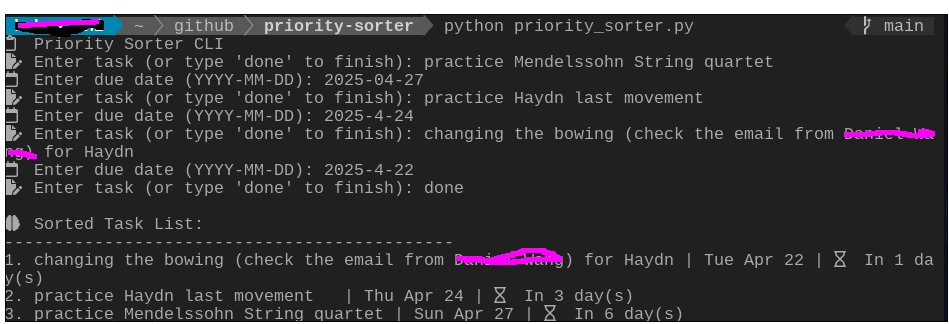 ~ github priority-sorter python priority_sorter.py main
Priority Sorter CLI
Enter task (or type 'done' to finish): practice Mendelssohn String quartet
Enter due date (YYYY-MM-DD): 2025-04-27
Enter task (or type 'done' to finish): practice Haydn last movement
Enter due date (YYYY-MM-DD): 2025-4-24
Enter task (or type 'done' to finish): changing the bowing (check the email from
for Haydn
Enter due date (YYYY-MM-DD): 2025-4-22
Enter task (or type 'done' to finish): done
Sorted Task List:
-----------------------------------------------
1. changing the bowing (check the email from ) for Haydn | Tue Apr 22 | ⏳ In 1 da
y(s)
2. practice Haydn last movement | Thu Apr 24 | ⏳ In 3 day(s)
3. practice Mendelssohn String quartet | Sun Apr 27 | ⏳ In 6 day(s)